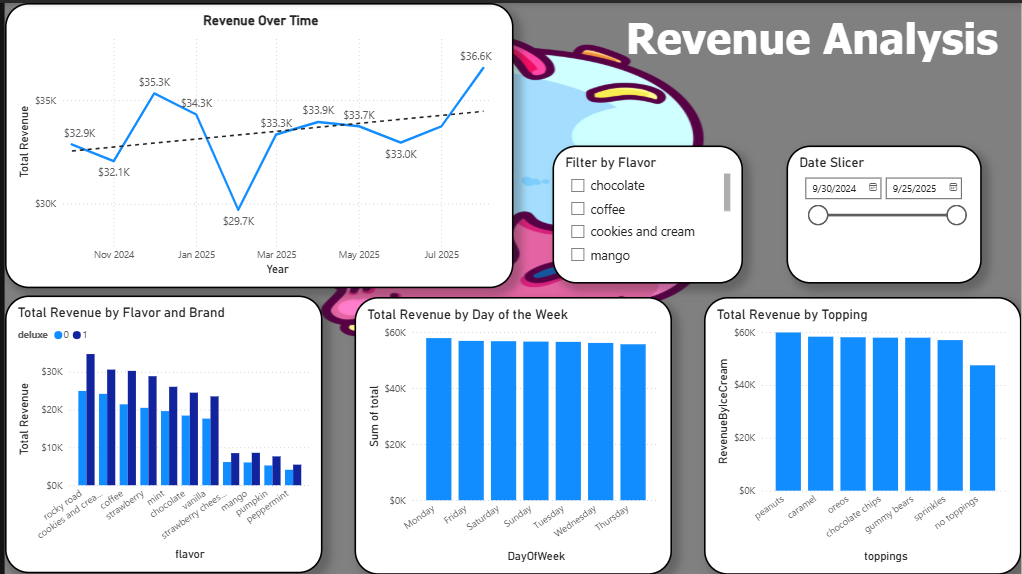 Revenue Analysis
Revenue Over Time
Total Revenue
$35K
$30K
$32.9K
$32.1K
$35.3K
$34.3K
$29.7K
$33.3K
$33.9K
$33.7K
$33.0K
$36.6K
Nov 2024
Jan 2025
Mar 2025
May 2025
Jul 2025
Year
Filter by Flavor
chocolate
coffee
cookies and cream
mango
Date Slicer
9/30/2024
9/25/2025
Total Revenue by Flavor and Brand
deluxe 0 1
Total Revenue
$30K
$20K
$10K
$0K
rocky road
cookies and crea...
coffee
strawberry
mint
chocolate
vanilla
strawberry chees...
mango
pumpkin
peppermint
flavor
Total Revenue by Day of the Week
Sum of total
$60K
$40K
$20K
$0K
Monday
Friday
Saturday
Sunday
Tuesday
Wednesday
Thursday
DayOfWeek
Total Revenue by Topping
RevenueByIceCream
$60K
$40K
$20K
$0K
peanuts
caramel
oreos
chocolate chips
gummy bears
sprinkles
no toppings
toppings